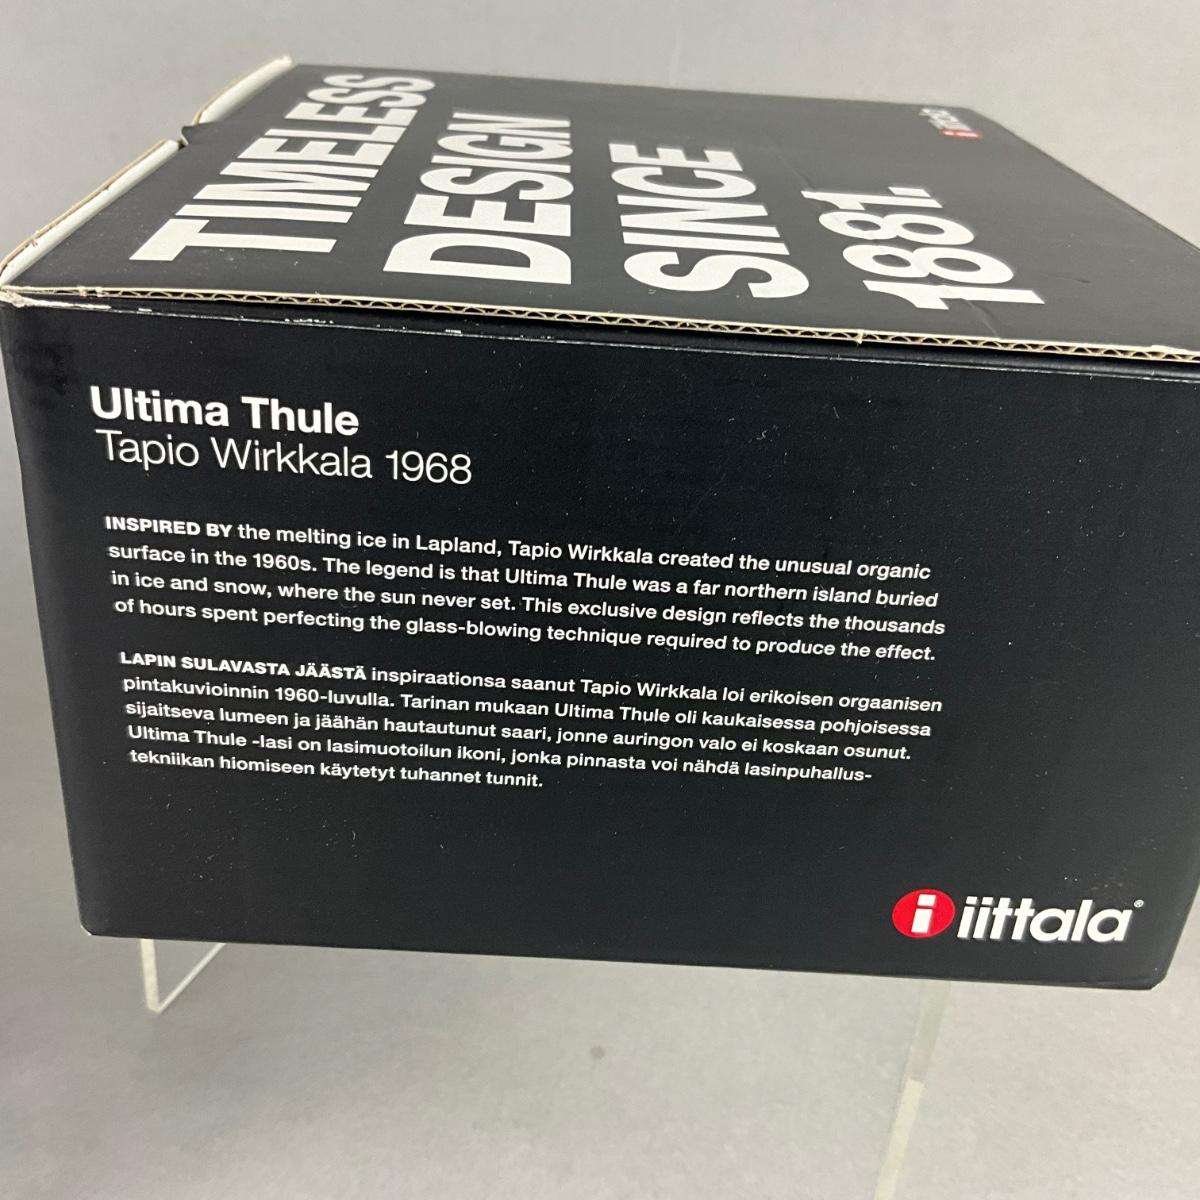 TIMELESS
DESIGN
SINCE
1881.
iittala
Ultima Thule
Tapio Wirkkala 1968
INSPIRED BY the melting ice in Lapland, Tapio Wirkkala created the unusual organic
surface in the 1960s. The legend is that Ultima Thule was a far northern island buried
in ice and snow, where the sun never set. This exclusive design reflects the thousands
of hours spent perfecting the glass-blowing technique required to produce the effect.
LAPIN SULAVASTA JÄÄSTÄ inspiraationsa saanut Tapio Wirkkala loi erikoisen orgaanisen
pintakuvioinnin 1960-luvulla. Tarinan mukaan Ultima Thule oli kaukaisessa pohjoisessa
sijaitseva lumeen ja jäähän hautautunut saari, jonne auringon valo ei koskaan osunut.
Ultima Thule -lasi on lasimuotoilun ikoni, jonka pinnasta voi nähdä lasinpuhallus-
tekniikan hiomiseen käytetyt tuhannet tunnit.
i iittala®